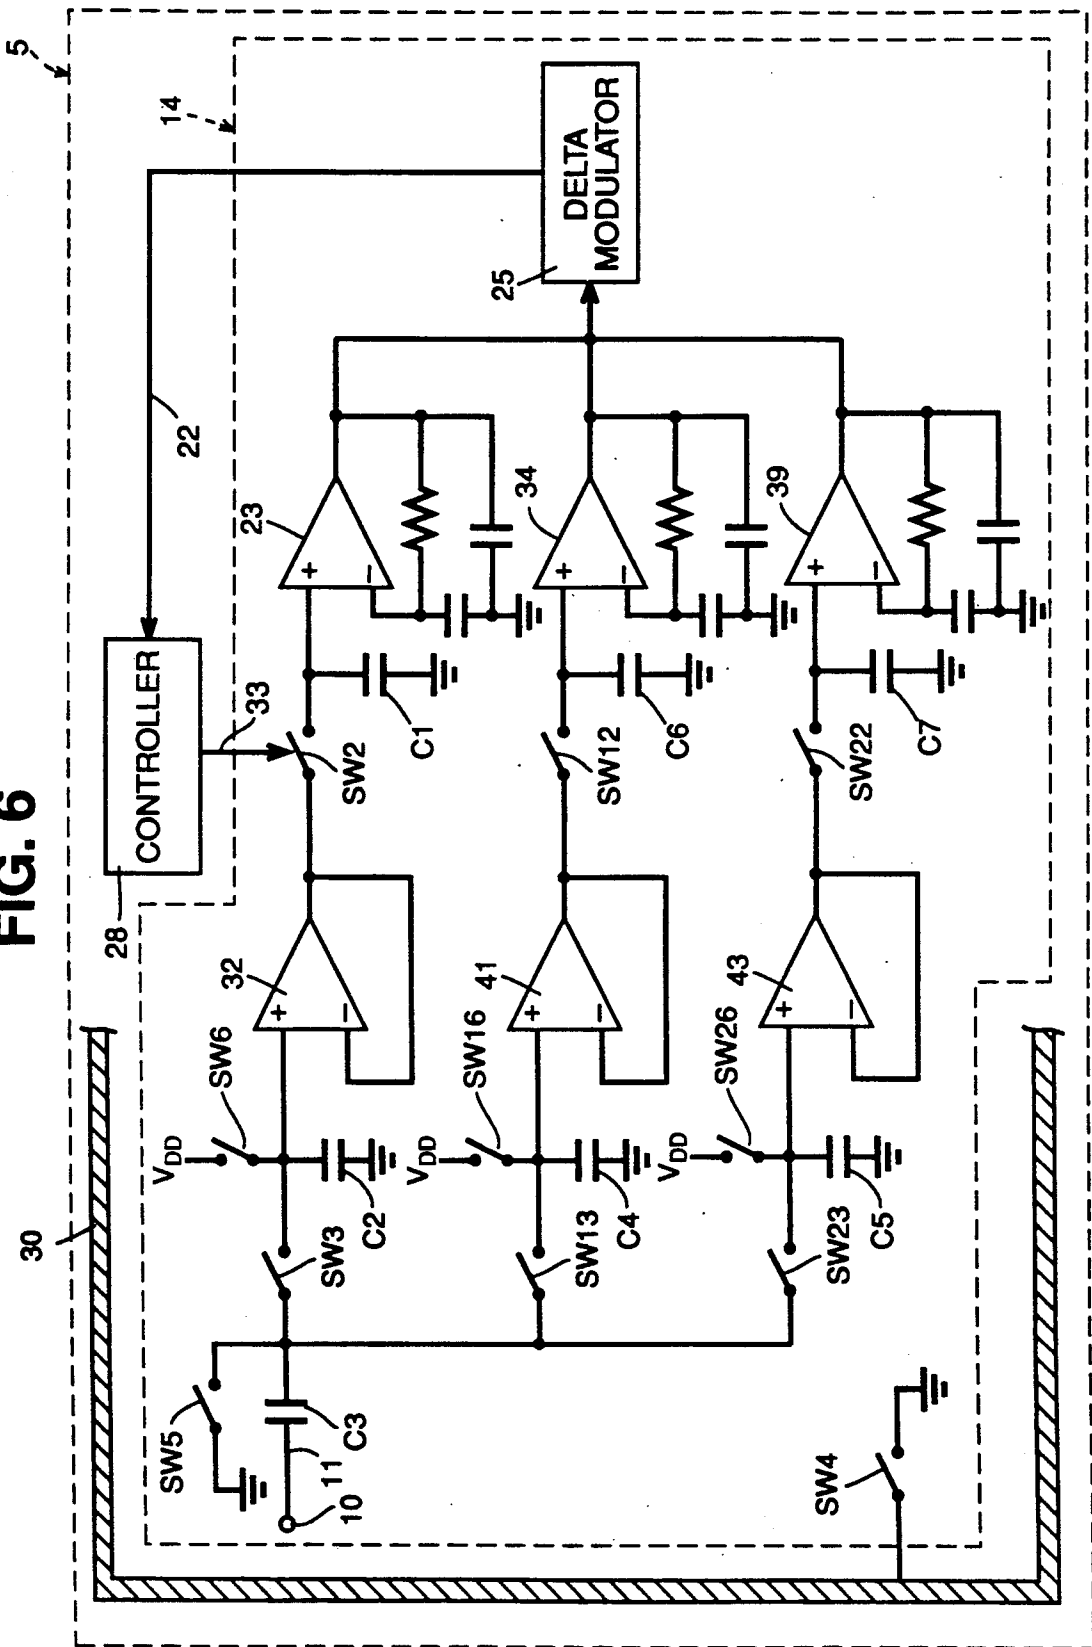 FIG. 6
5
14
28
CONTROLLER
33
22
DELTA
MODULATOR
25
30
SW5
C3
11
10
SW3
VDD
SW6
C2
32
+
−
SW2
C1
23
+
−
SW13
VDD
SW16
C4
41
+
−
SW12
C6
34
+
−
SW23
VDD
SW26
C5
43
+
−
SW22
C7
39
+
−
SW4